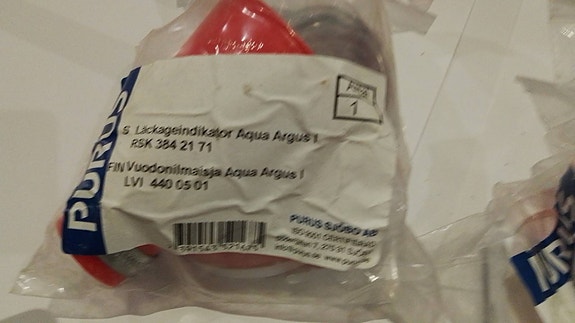 PURUS
Antal
1
S Läckageindikator Aqua Argus I
RSK 384 21 71
FIN Vuodonilmaisja Aqua Argus I
LVI 440 05 01
PURUS SJÖBO AB
PURUS